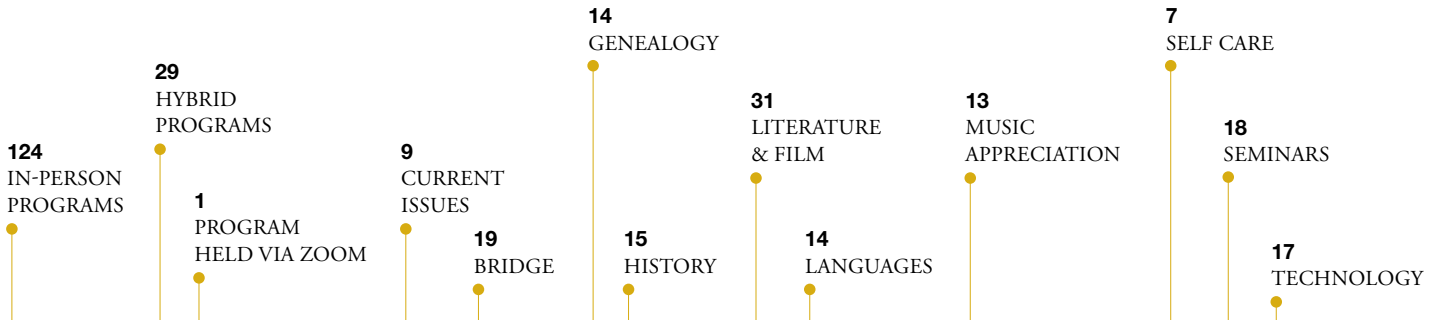 124
IN-PERSON
PROGRAMS
29
HYBRID
PROGRAMS
1
PROGRAM
HELD VIA ZOOM
9
CURRENT
ISSUES
19
BRIDGE
14
GENEALOGY
15
HISTORY
31
LITERATURE
& FILM
14
LANGUAGES
13
MUSIC
APPRECIATION
7
SELF CARE
18
SEMINARS
17
TECHNOLOGY